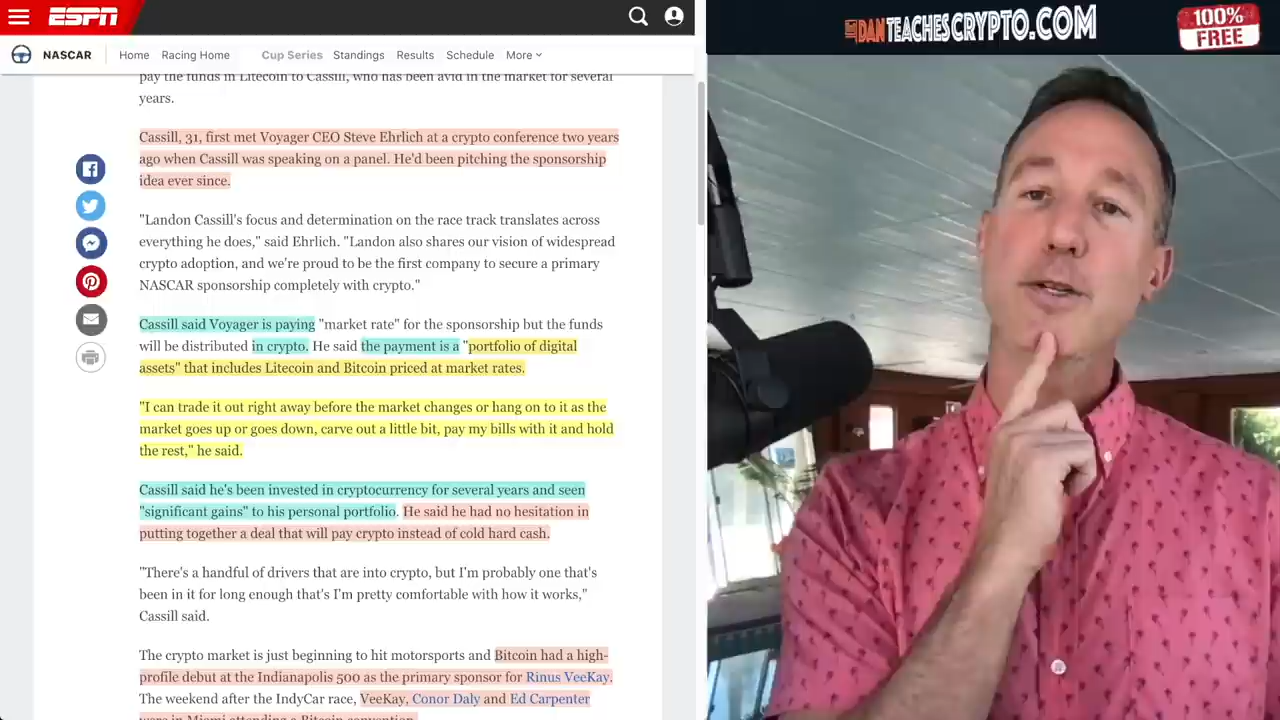 ESPN
NASCAR
Home
Racing Home
Cup Series
Standings
Results
Schedule
More
pay the funds in Litecoin to Cassill, who has been avid in the market for several
years.
Cassill, 31, first met Voyager CEO Steve Ehrlich at a crypto conference two years
ago when Cassill was speaking on a panel. He'd been pitching the sponsorship
idea ever since.
"Landon Cassill's focus and determination on the race track translates across
everything he does," said Ehrlich. "Landon also shares our vision of widespread
crypto adoption, and we're proud to be the first company to secure a primary
NASCAR sponsorship completely with crypto."
Cassill said Voyager is paying "market rate" for the sponsorship but the funds
will be distributed in crypto. He said the payment is a "portfolio of digital
assets" that includes Litecoin and Bitcoin priced at market rates.
"I can trade it out right away before the market changes or hang on to it as the
market goes up or goes down, carve out a little bit, pay my bills with it and hold
the rest," he said.
Cassill said he's been invested in cryptocurrency for several years and seen
"significant gains" to his personal portfolio. He said he had no hesitation in
putting together a deal that will pay crypto instead of cold hard cash.
"There's a handful of drivers that are into crypto, but I'm probably one that's
been in it for long enough that's I'm pretty comfortable with how it works,"
Cassill said.
The crypto market is just beginning to hit motorsports and Bitcoin had a high-
profile debut at the Indianapolis 500 as the primary sponsor for Rinus VeeKay.
The weekend after the IndyCar race, VeeKay, Conor Daly and Ed Carpenter
were in Miami attending a Bitcoin convention.
DANTEACHESCRYPTO.COM
100%
FREE